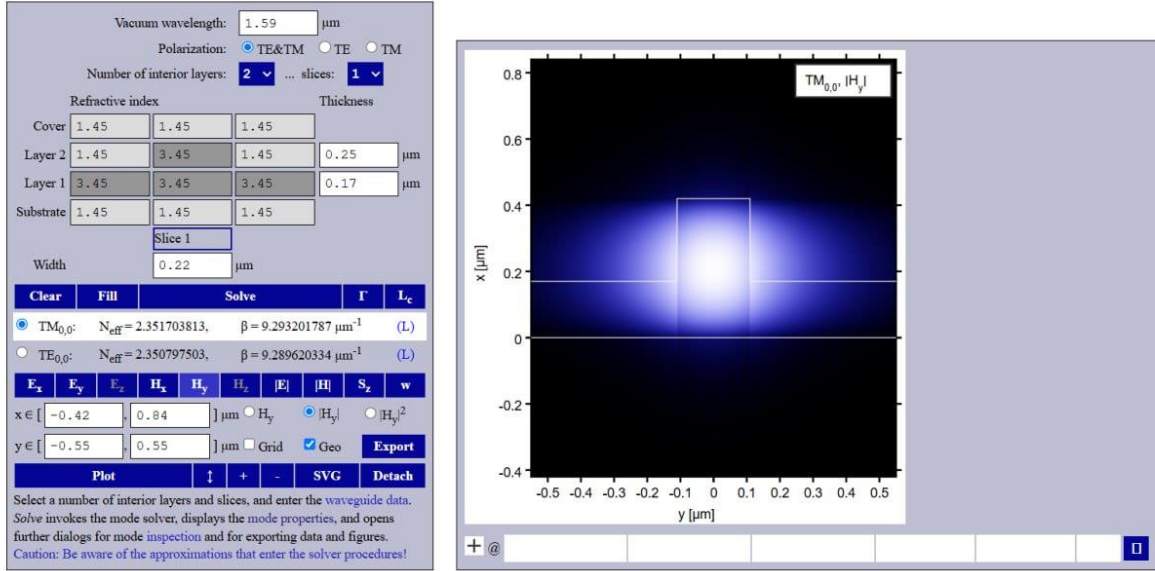 Vacuum wavelength: 1.59 μm
Polarization: TE&TM TE TM
Number of interior layers: 2 ... slices: 1
Refractive index Thickness
Cover 1.45 1.45 1.45
Layer 2 1.45 3.45 1.45 0.25 μm
Layer 1 3.45 3.45 3.45 0.17 μm
Substrate 1.45 1.45 1.45
Slice 1
Width 0.22 μm
Clear Fill Solve Γ Lc
TM0,0: Neff = 2.351703813, β = 9.293201787 μm-1 (L)
TE0,0: Neff = 2.350797503, β = 9.289620334 μm-1 (L)
Ex Ey Ez Hx Hy Hz |E| |H| Sz w
x ∈ [ -0.42 , 0.84 ] μm Hy |Hy| |Hy|2
y ∈ [ -0.55 , 0.55 ] μm Grid Geo Export
Plot ↕ + - SVG Detach
Select a number of interior layers and slices, and enter the waveguide data.
Solve invokes the mode solver, displays the mode properties, and opens
further dialogs for mode inspection and for exporting data and figures.
Caution: Be aware of the approximations that enter the solver procedures!
TM0,0, |Hy|
0.8
0.6
0.4
0.2
0
-0.2
-0.4
x [μm]
-0.5 -0.4 -0.3 -0.2 -0.1 0 0.1 0.2 0.3 0.4 0.5
y [μm]
+ @